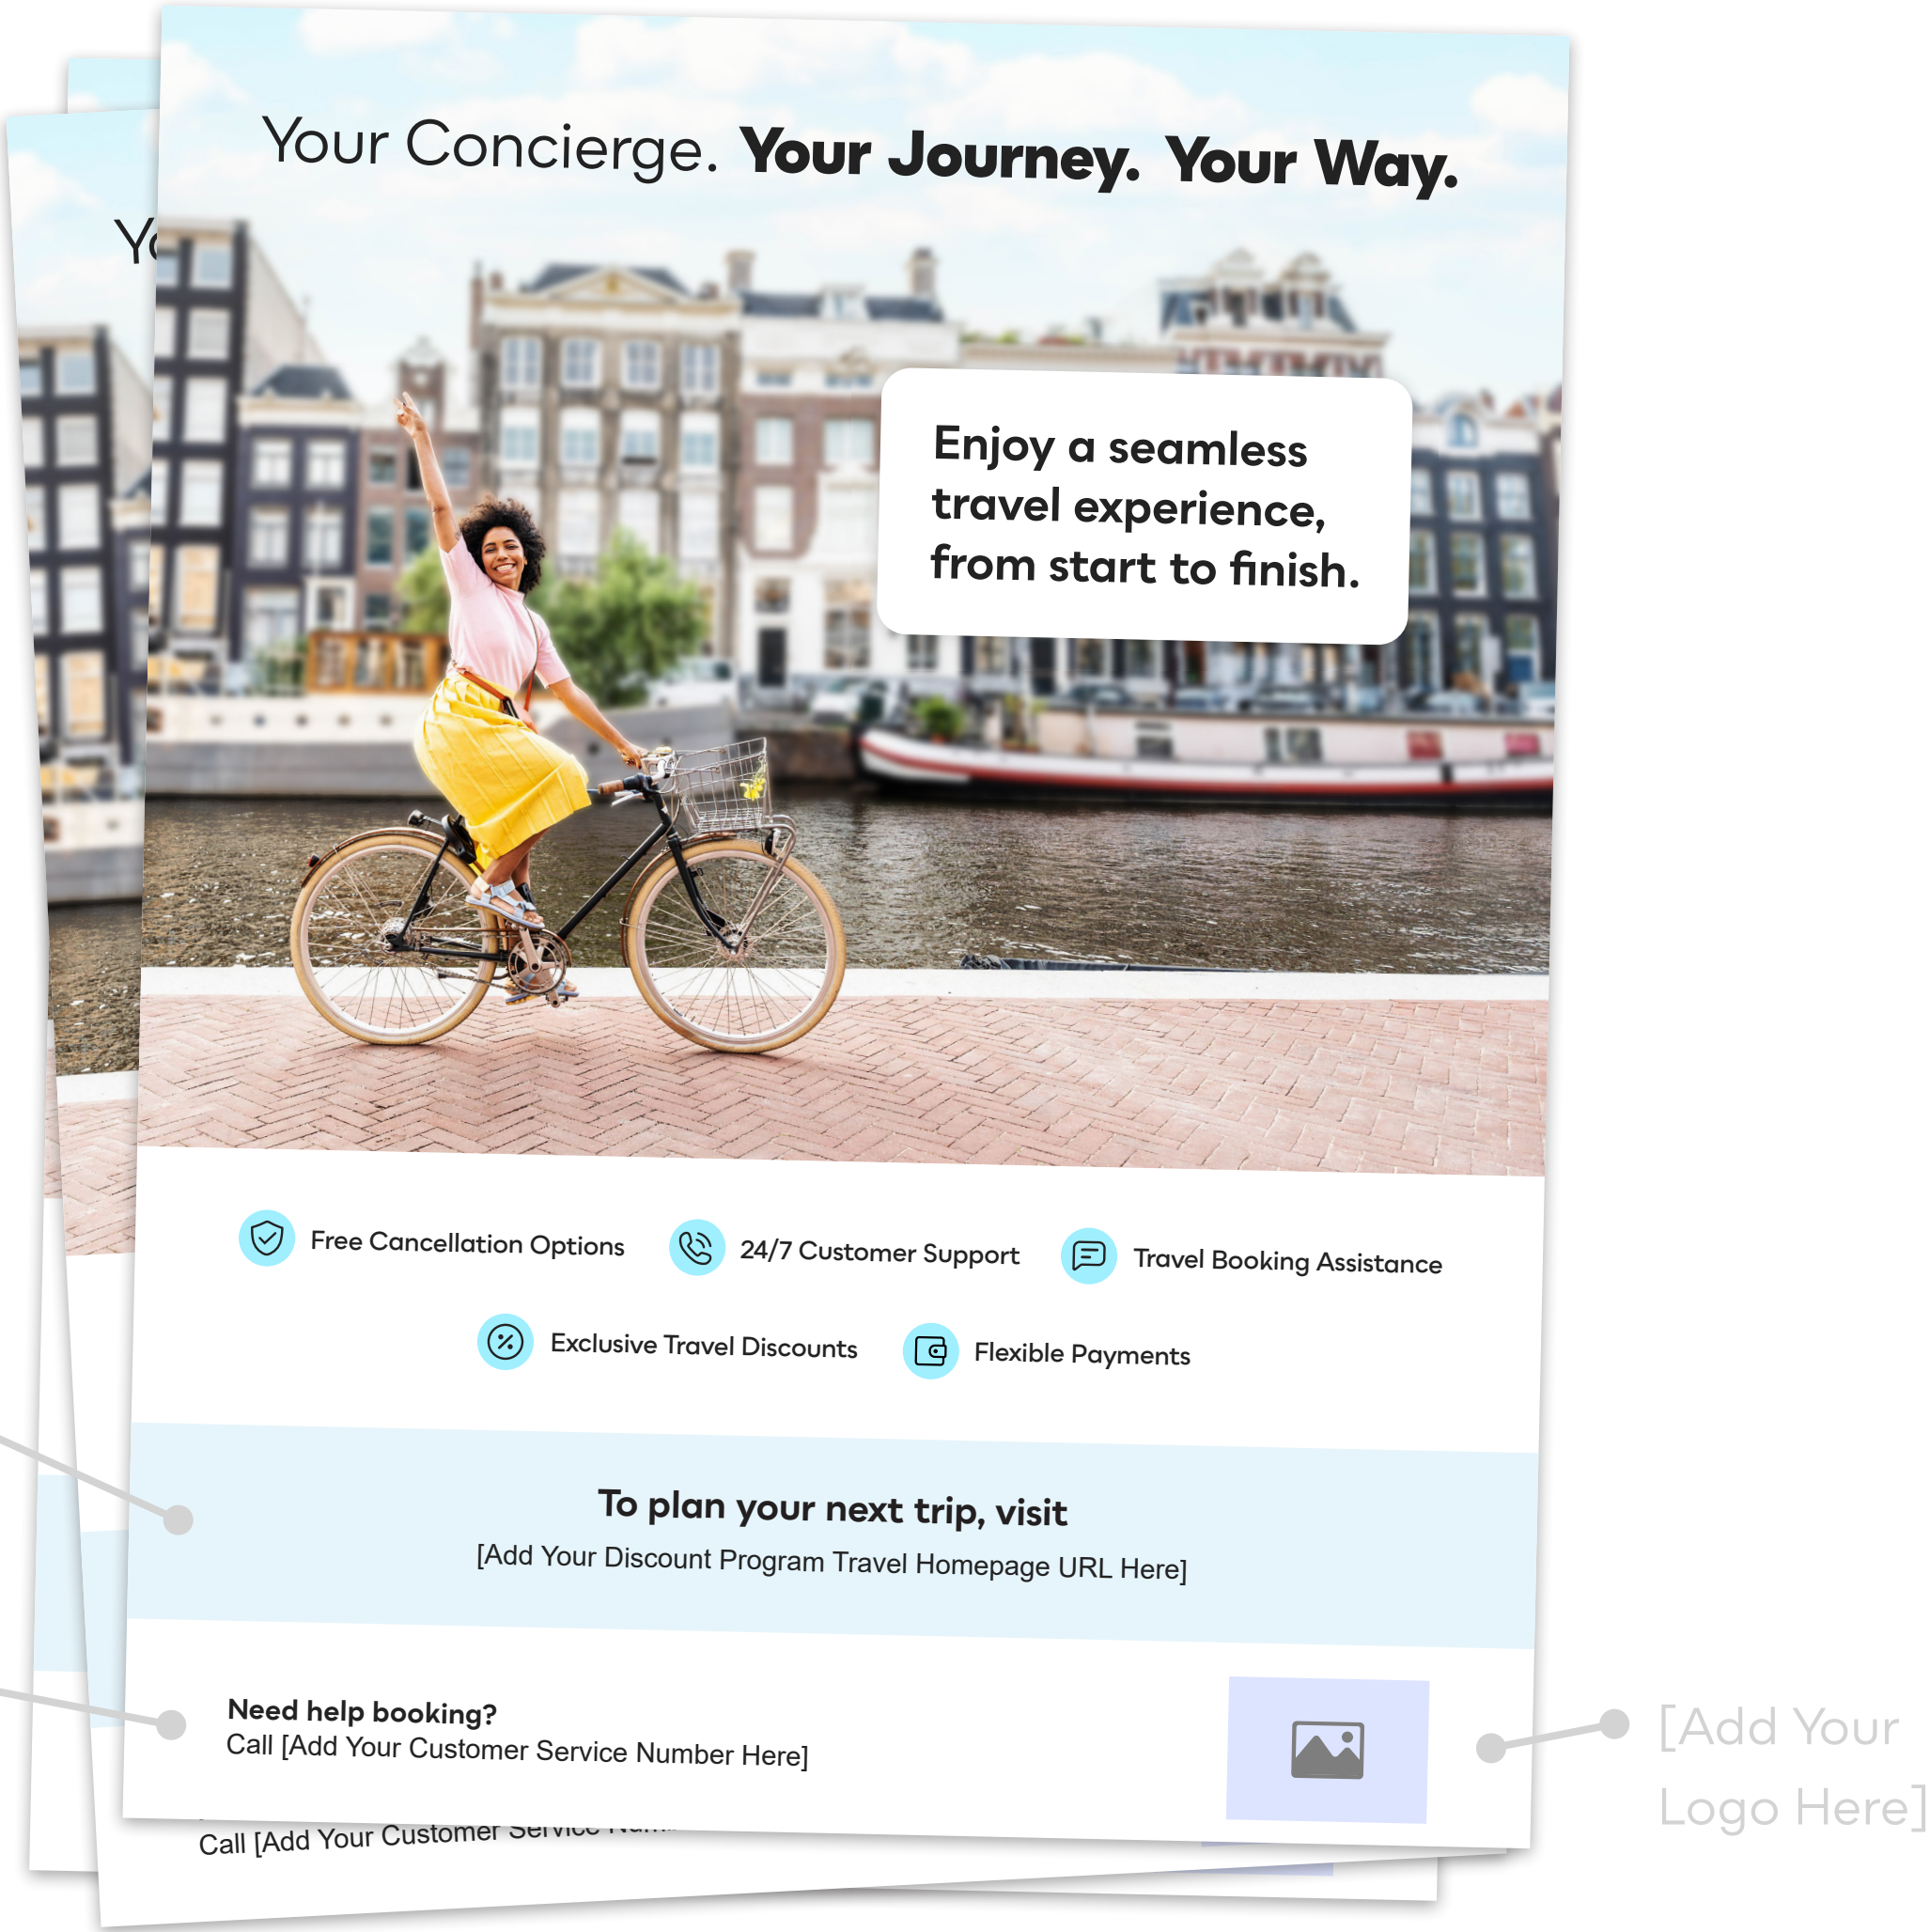 Your Concierge. Your Journey. Your Way.
Enjoy a seamless
travel experience,
from start to finish.
Free Cancellation Options
24/7 Customer Support
Travel Booking Assistance
Exclusive Travel Discounts
Flexible Payments
To plan your next trip, visit
[Add Your Discount Program Travel Homepage URL Here]
Need help booking?
Call [Add Your Customer Service Number Here]
[Add Your
Logo Here]
Call [Add Your Customer Service